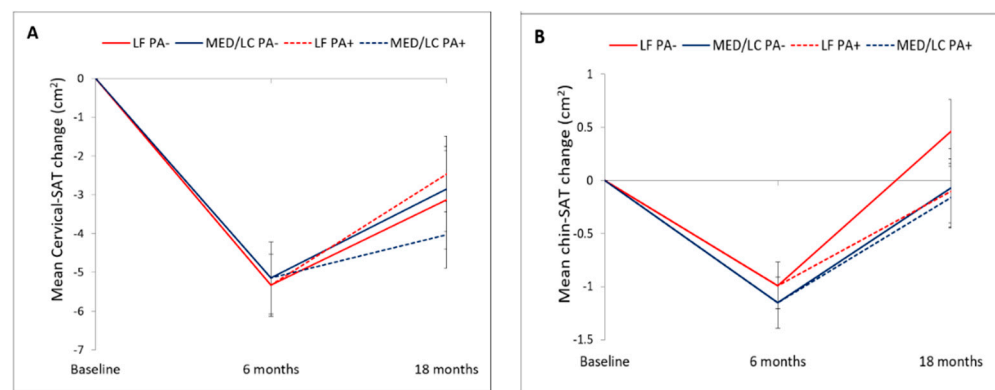 A
LF PA- MED/LC PA- LF PA+ MED/LC PA+
Mean Cervical-SAT change (cm²)
0
-1
-2
-3
-4
-5
-6
-7
Baseline 6 months 18 months
B
LF PA- MED/LC PA- LF PA+ MED/LC PA+
Mean chin-SAT change (cm²)
1
0.5
0
-0.5
-1
-1.5
Baseline 6 months 18 months